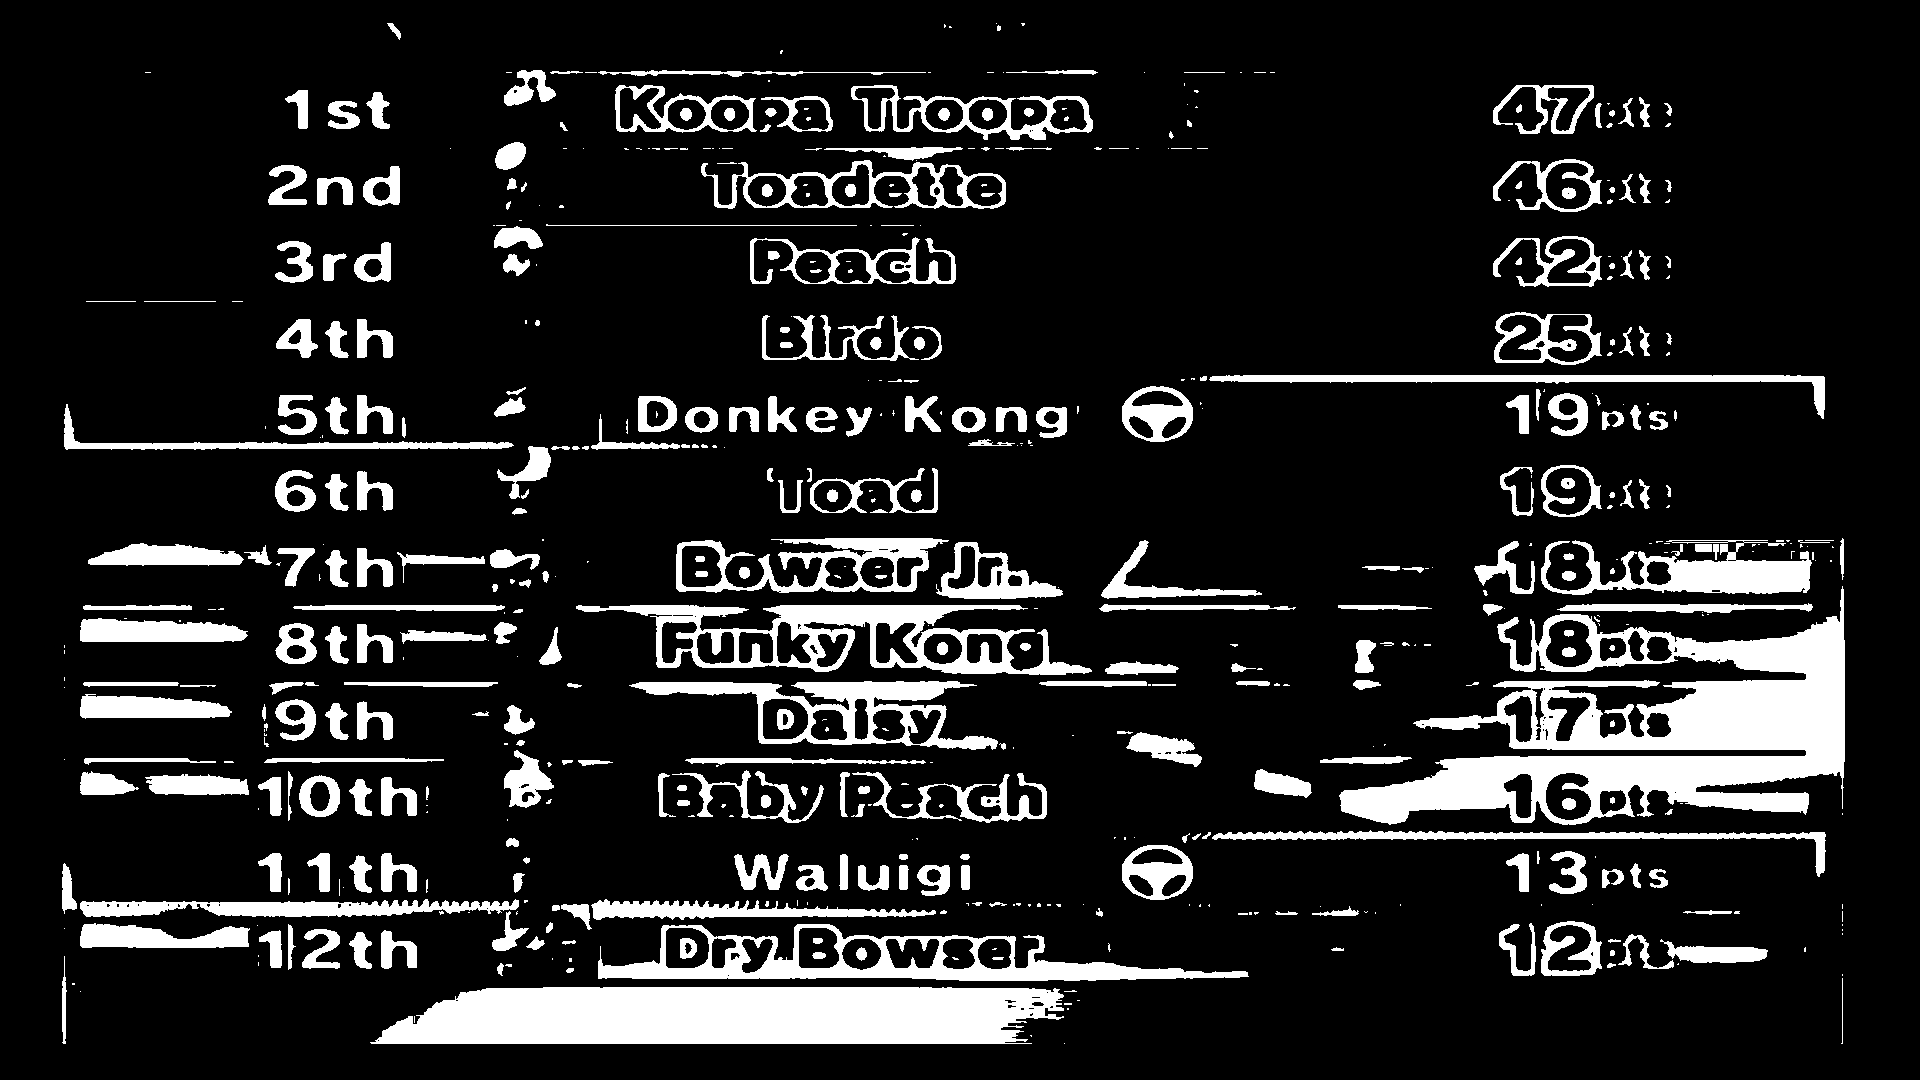 1st Koopa Troopa 47pts
2nd Toadette 46pts
3rd Peach 42pts
4th Birdo 25pts
5th Donkey Kong 19pts
6th Toad 19pts
7th Bowser Jr. 18pts
8th Funky Kong 18pts
9th Daisy 17pts
10th Baby Peach 16pts
11th Waluigi 13pts
12th Dry Bowser 12pts